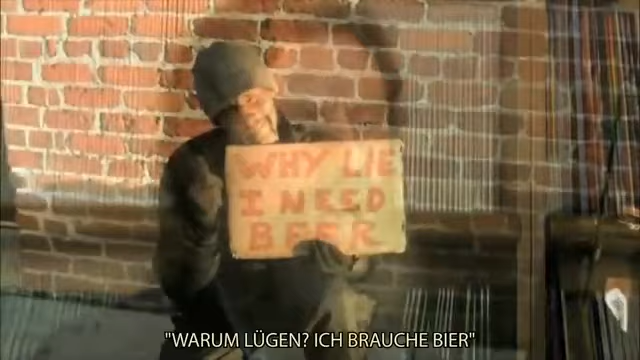 WHY LIE
I NEED
BEER
"WARUM LÜGEN? ICH BRAUCHE BIER"